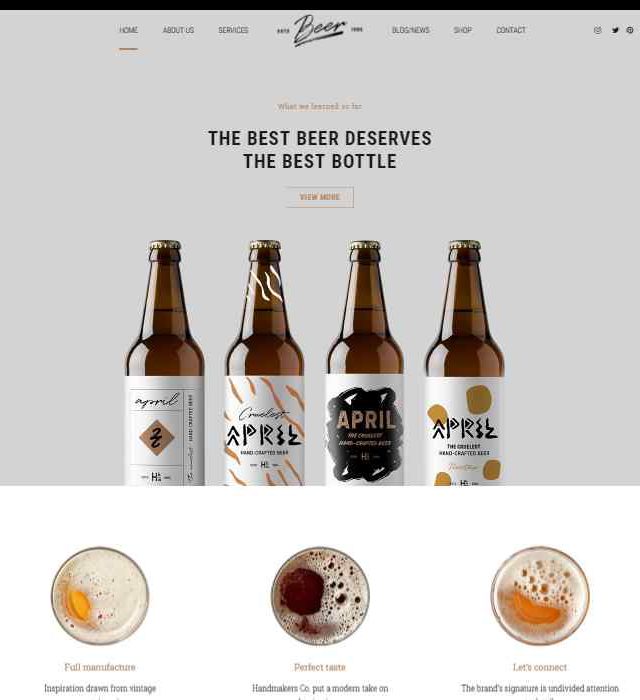 HOME ABOUT US SERVICES Beer BLOG/NEWS SHOP CONTACT
What we learned so far
THE BEST BEER DESERVES
THE BEST BOTTLE
VIEW MORE
april
HAND-CRAFTED BEER
Cruelest
APRIL
HAND-CRAFTED BEER
APRIL
THE CRUELEST
HAND-CRAFTED BEER
APRIL
THE CRUELEST
HAND-CRAFTED BEER
Full manufacture
Inspiration drawn from vintage
Perfect taste
Handmakers Co. put a modern take on
Let's connect
The brand's signature is undivided attention